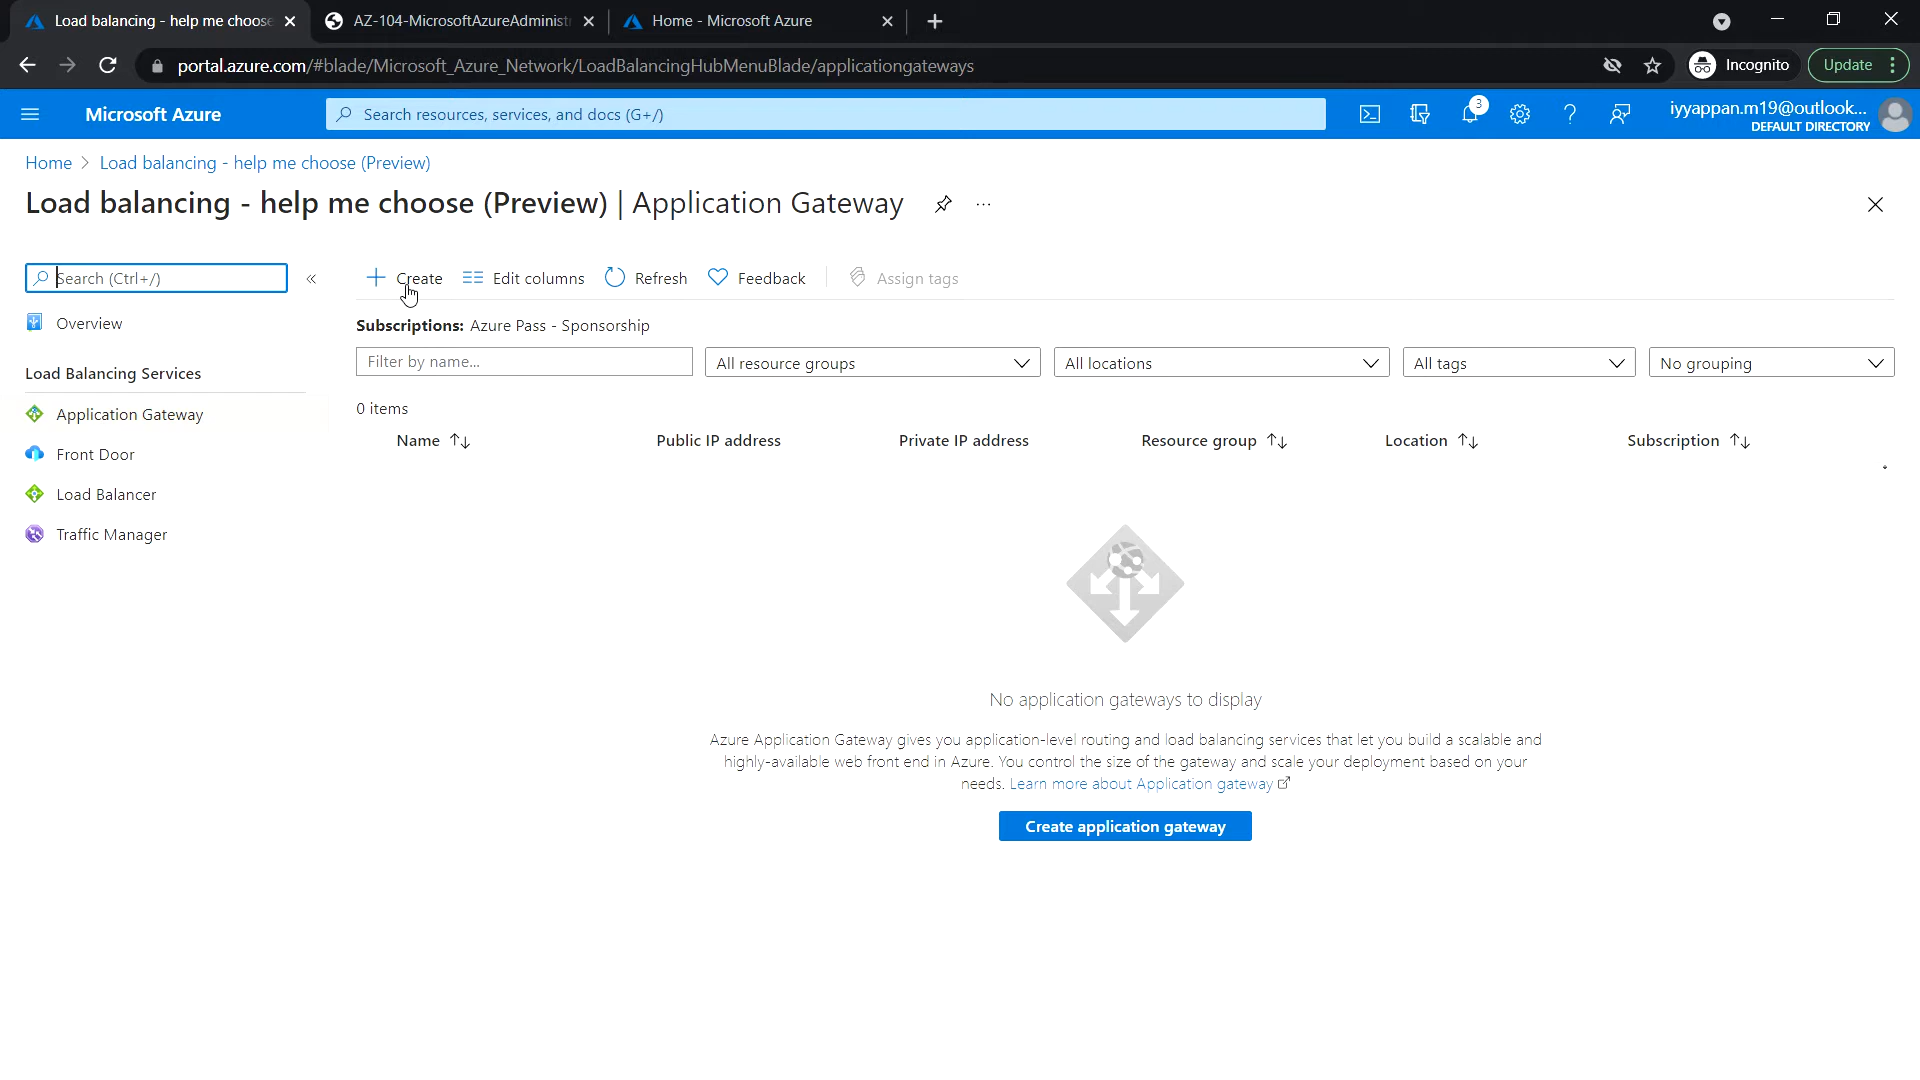 Load balancing - help me choose
AZ-104-MicrosoftAzureAdminist
Home - Microsoft Azure
portal.azure.com/#blade/Microsoft_Azure_Network/LoadBalancingHubMenuBlade/applicationgateways
Incognito
Update
Microsoft Azure
Search resources, services, and docs (G+/)
3
iyyappan.m19@outlook...
DEFAULT DIRECTORY
Home > Load balancing - help me choose (Preview)
Load balancing - help me choose (Preview) | Application Gateway
Search (Ctrl+/)
Create
Edit columns
Refresh
Feedback
Assign tags
Overview
Load Balancing Services
Application Gateway
Front Door
Load Balancer
Traffic Manager
Subscriptions: Azure Pass - Sponsorship
Filter by name...
All resource groups
All locations
All tags
No grouping
0 items
Name
Public IP address
Private IP address
Resource group
Location
Subscription
No application gateways to display
Azure Application Gateway gives you application-level routing and load balancing services that let you build a scalable and
highly-available web front end in Azure. You control the size of the gateway and scale your deployment based on your
needs. Learn more about Application gateway
Create application gateway